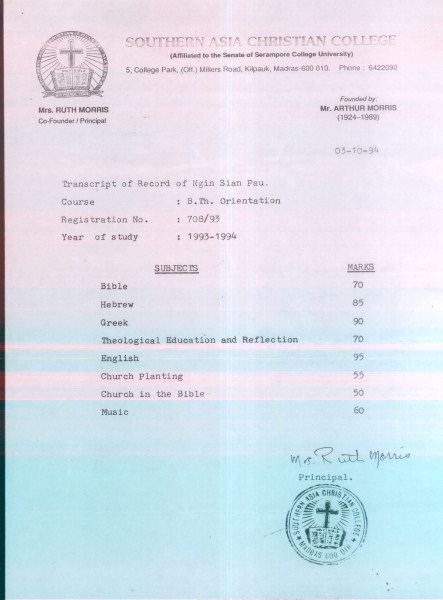 SOUTHERN ASIA CHRISTIAN COLLEGE
(Affiliated to the Senate of Serampore College University)
5, College Park, (Off.) Millers Road, Kilpauk, Madras-600 010. Phone : 6422090
Mrs. RUTH MORRIS
Co-Founder / Principal
Founded by:
Mr. ARTHUR MORRIS
(1924–1989)
03-10-94
Transcript of Record of Ngin Sian Pau.
Course : B.Th. Orientation
Registration No. : 708/93
Year of study : 1993-1994
SUBJECTS MARKS
Bible 70
Hebrew 85
Greek 90
Theological Education and Reflection 70
English 95
Church Planting 55
Church in the Bible 50
Music 60
Mrs. Ruth Morris
Principal.
SOUTHERN ASIA CHRISTIAN COLLEGE
MADRAS 600 010